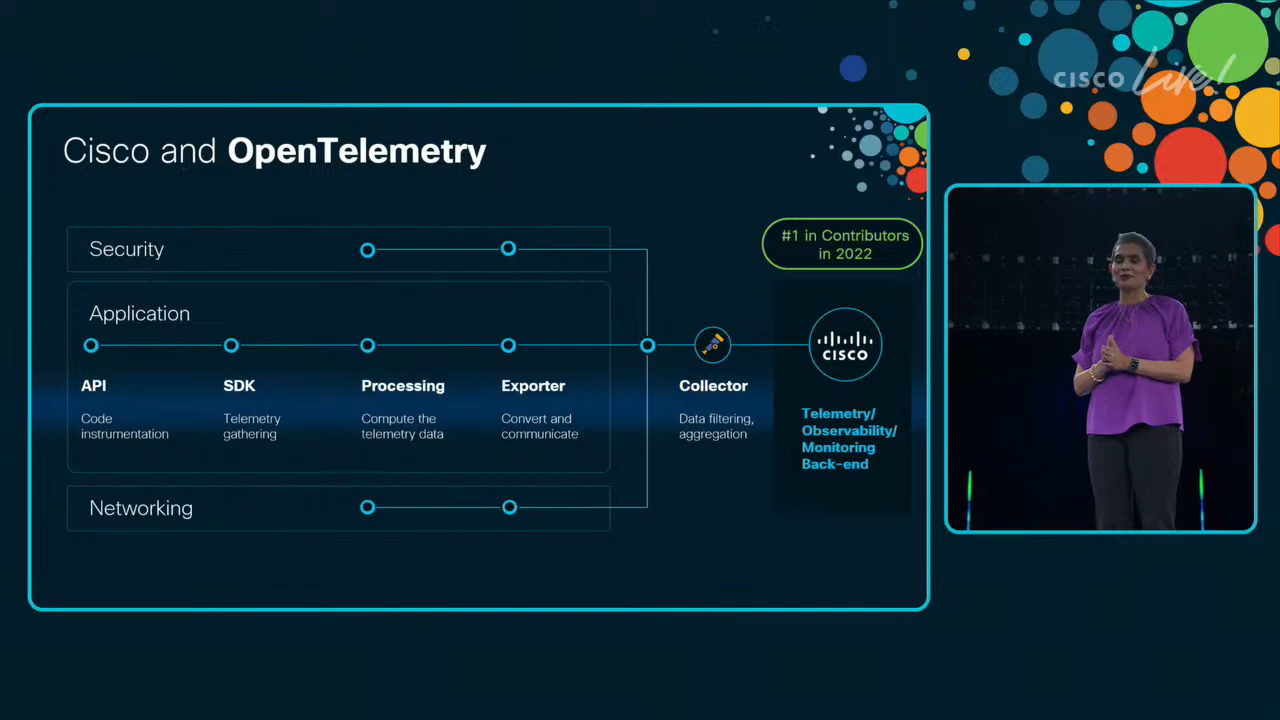 CISCO Live!
Cisco and OpenTelemetry
#1 in Contributors
in 2022
Security
Application
API
Code
instrumentation
SDK
Telemetry
gathering
Processing
Compute the
telemetry data
Exporter
Convert and
communicate
Collector
Data filtering,
aggregation
CISCO
Telemetry/
Observability/
Monitoring
Back-end
Networking